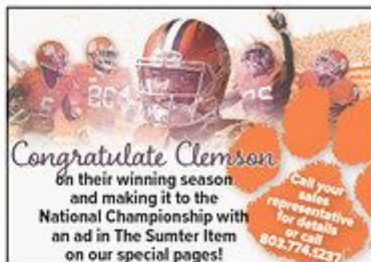 Congratulate Clemson
on their winning season
and making it to the
National Championship with
an ad in The Sumter Item
on our special pages!
Call your
sales
representative
for details
or call
803.774.1237